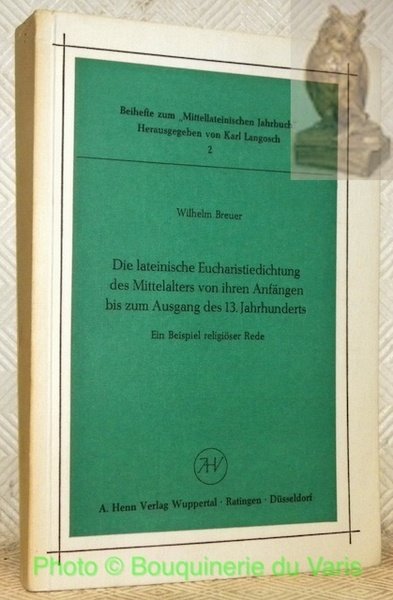 Beihefte zum „Mittellateinischen Jahrbuch“
Herausgegeben von Karl Langosch
2
Wilhelm Breuer
Die lateinische Eucharistiedichtung
des Mittelalters von ihren Anfängen
bis zum Ausgang des 13. Jahrhunderts
Ein Beispiel religiöser Rede
AHV
A. Henn Verlag Wuppertal · Ratingen · Düsseldorf
Photo © Bouquinerie du Varis